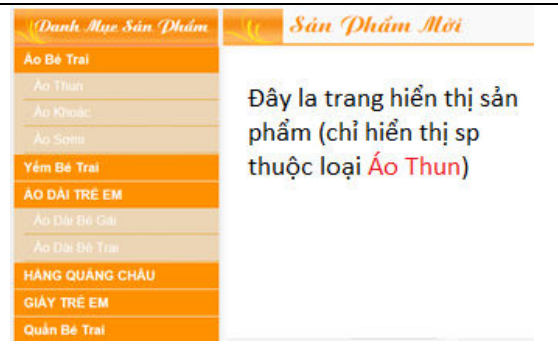 Danh Mục Sản Phẩm
Áo Bé Trai
Áo Thun
Áo Khoác
Áo Sơmi
Yếm Bé Trai
ÁO DÀI TRẺ EM
Áo Dài Bé Gái
Áo Dài Bé Trai
HÀNG QUẢNG CHÂU
GIÀY TRẺ EM
Quần Bé Trai
Sản Phẩm Mới
Đây la trang hiển thị sản
phẩm (chỉ hiển thị sp
thuộc loại Áo Thun)